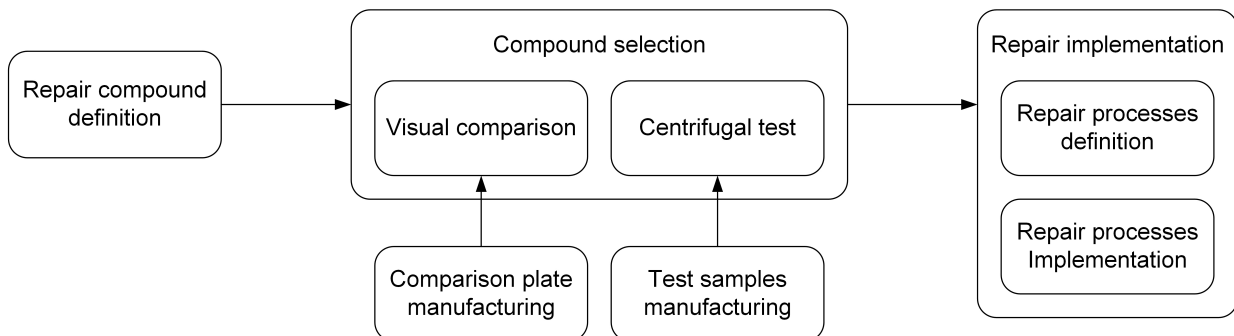 Repair compound
definition
Compound selection
Visual comparison
Centrifugal test
Comparison plate
manufacturing
Test samples
manufacturing
Repair implementation
Repair processes
definition
Repair processes
Implementation